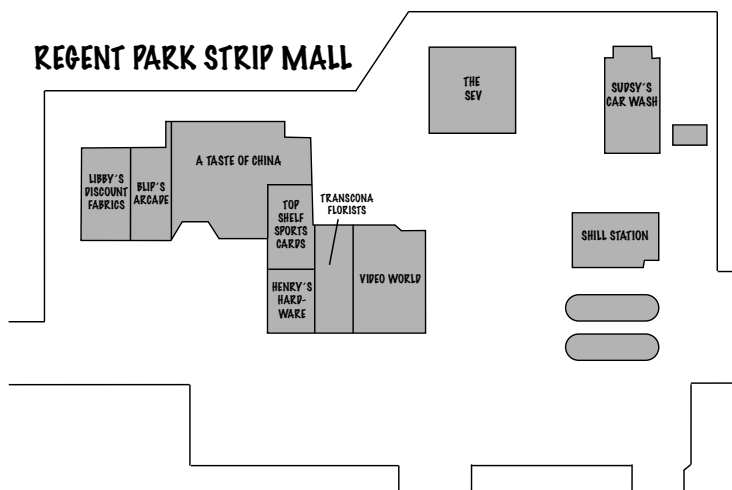 REGENT PARK STRIP MALL
THE
SEV
SUDSY'S
CAR WASH
LIBBY'S
DISCOUNT
FABRICS
BLIP'S
ARCADE
A TASTE OF CHINA
TOP
SHELF
SPORTS
CARDS
TRANSCONA
FLORISTS
HENRY'S
HARD-
WARE
VIDEO WORLD
SHILL STATION